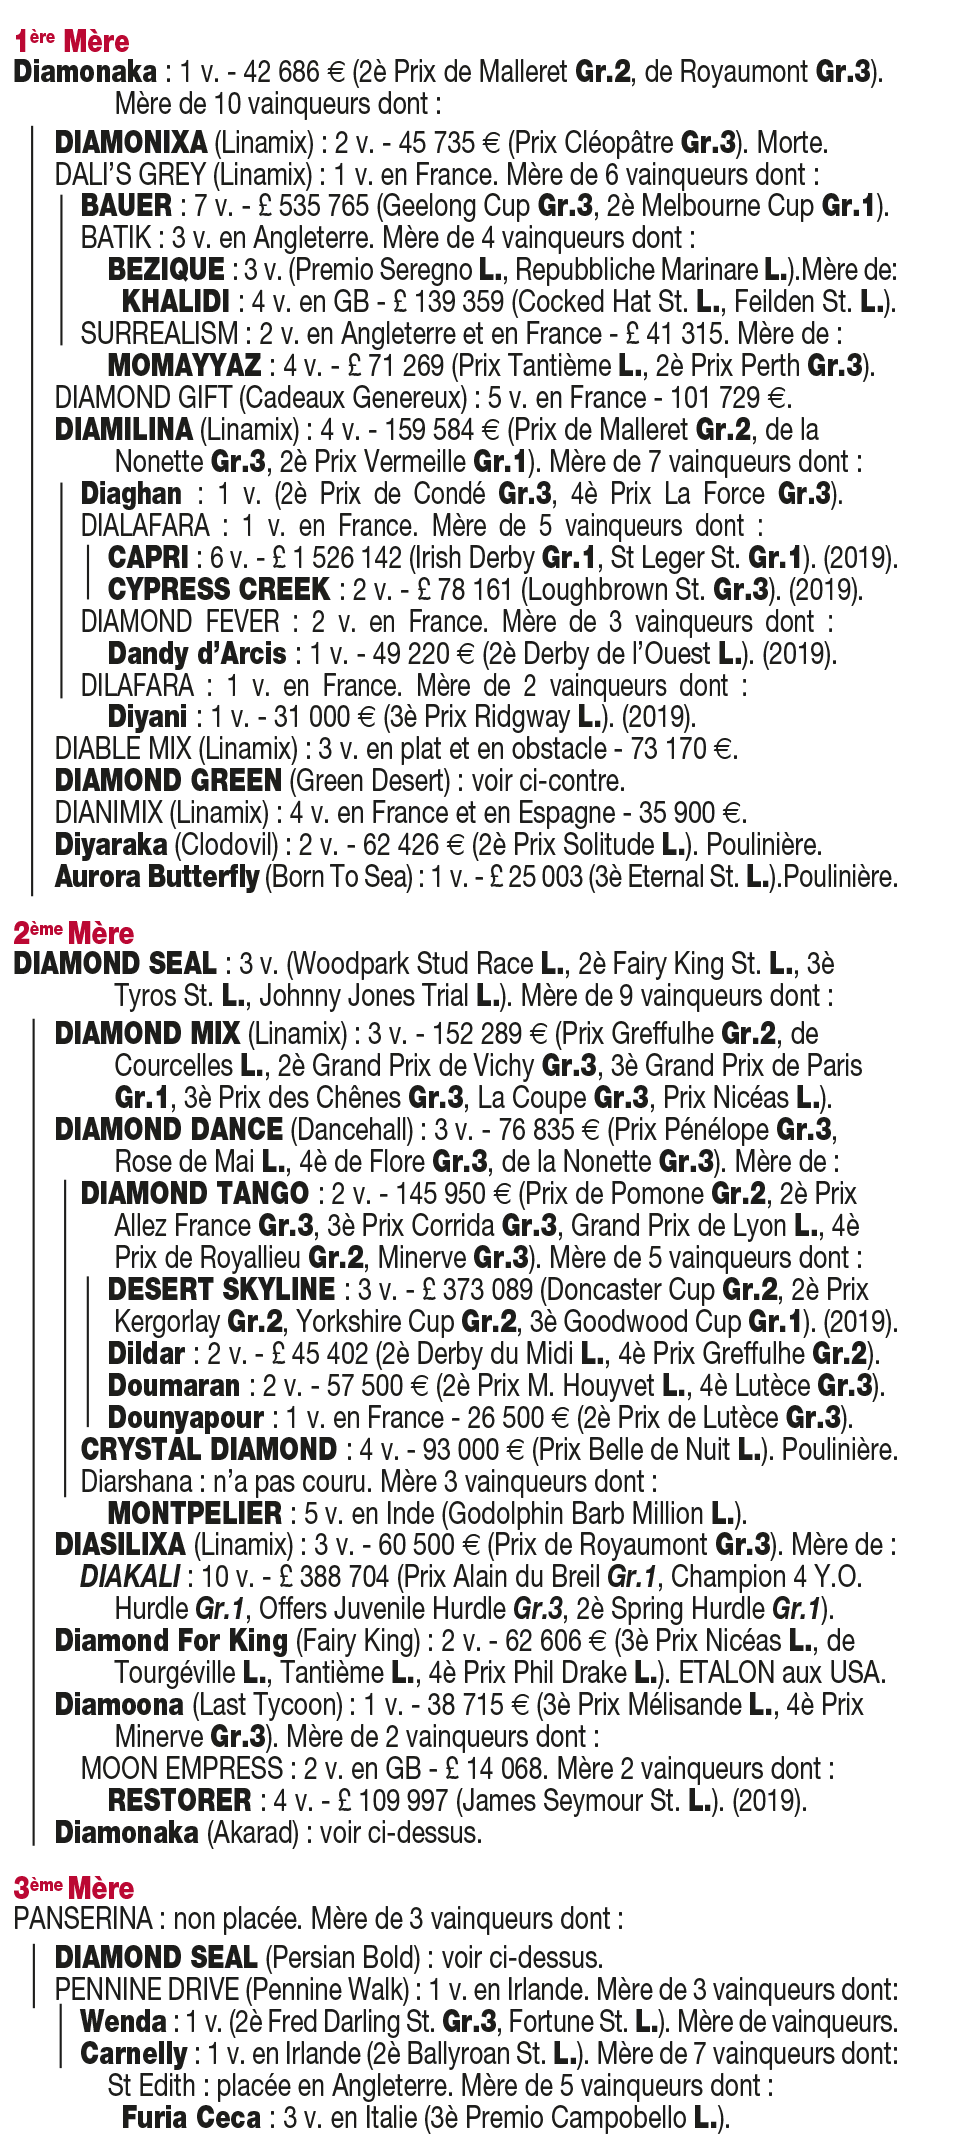 1ère Mère
Diamonaka : 1 v. - 42 686 € (2è Prix de Malleret Gr.2, de Royaumont Gr.3).
Mère de 10 vainqueurs dont :
DIAMONIXA (Linamix) : 2 v. - 45 735 € (Prix Cléopâtre Gr.3). Morte.
DALI'S GREY (Linamix) : 1 v. en France. Mère de 6 vainqueurs dont :
BAUER : 7 v. - £ 535 765 (Geelong Cup Gr.3, 2è Melbourne Cup Gr.1).
BATIK : 3 v. en Angleterre. Mère de 4 vainqueurs dont :
BEZIQUE : 3 v. (Premio Seregno L., Repubbliche Marinare L.).Mère de:
KHALIDI : 4 v. en GB - £ 139 359 (Cocked Hat St. L., Feilden St. L.).
SURREALISM : 2 v. en Angleterre et en France - £ 41 315. Mère de :
MOMAYYAZ : 4 v. - £ 71 269 (Prix Tantième L., 2è Prix Perth Gr.3).
DIAMOND GIFT (Cadeaux Genereux) : 5 v. en France - 101 729 €.
DIAMILINA (Linamix) : 4 v. - 159 584 € (Prix de Malleret Gr.2, de la
Nonette Gr.3, 2è Prix Vermeille Gr.1). Mère de 7 vainqueurs dont :
Diaghan : 1 v. (2è Prix de Condé Gr.3, 4è Prix La Force Gr.3).
DIALAFARA : 1 v. en France. Mère de 5 vainqueurs dont :
CAPRI : 6 v. - £ 1 526 142 (Irish Derby Gr.1, St Leger St. Gr.1). (2019).
CYPRESS CREEK : 2 v. - £ 78 161 (Loughbrown St. Gr.3). (2019).
DIAMOND FEVER : 2 v. en France. Mère de 3 vainqueurs dont :
Dandy d'Arcis : 1 v. - 49 220 € (2è Derby de l'Ouest L.). (2019).
DILAFARA : 1 v. en France. Mère de 2 vainqueurs dont :
Diyani : 1 v. - 31 000 € (3è Prix Ridgway L.). (2019).
DIABLE MIX (Linamix) : 3 v. en plat et en obstacle - 73 170 €.
DIAMOND GREEN (Green Desert) : voir ci-contre.
DIANIMIX (Linamix) : 4 v. en France et en Espagne - 35 900 €.
Diyaraka (Clodovil) : 2 v. - 62 426 € (2è Prix Solitude L.). Poulinière.
Aurora Butterfly (Born To Sea) : 1 v. - £ 25 003 (3è Eternal St. L.).Poulinière.
2ème Mère
DIAMOND SEAL : 3 v. (Woodpark Stud Race L., 2è Fairy King St. L., 3è
Tyros St. L., Johnny Jones Trial L.). Mère de 9 vainqueurs dont :
DIAMOND MIX (Linamix) : 3 v. - 152 289 € (Prix Greffulhe Gr.2, de
Courcelles L., 2è Grand Prix de Vichy Gr.3, 3è Grand Prix de Paris
Gr.1, 3è Prix des Chênes Gr.3, La Coupe Gr.3, Prix Nicéas L.).
DIAMOND DANCE (Dancehall) : 3 v. - 76 835 € (Prix Pénélope Gr.3,
Rose de Mai L., 4è de Flore Gr.3, de la Nonette Gr.3). Mère de :
DIAMOND TANGO : 2 v. - 145 950 € (Prix de Pomone Gr.2, 2è Prix
Allez France Gr.3, 3è Prix Corrida Gr.3, Grand Prix de Lyon L., 4è
Prix de Royallieu Gr.2, Minerve Gr.3). Mère de 5 vainqueurs dont :
DESERT SKYLINE : 3 v. - £ 373 089 (Doncaster Cup Gr.2, 2è Prix
Kergorlay Gr.2, Yorkshire Cup Gr.2, 3è Goodwood Cup Gr.1). (2019).
Dildar : 2 v. - £ 45 402 (2è Derby du Midi L., 4è Prix Greffulhe Gr.2).
Doumaran : 2 v. - 57 500 € (2è Prix M. Houyvet L., 4è Lutèce Gr.3).
Dounyapour : 1 v. en France - 26 500 € (2è Prix de Lutèce Gr.3).
CRYSTAL DIAMOND : 4 v. - 93 000 € (Prix Belle de Nuit L.). Poulinière.
Diarshana : n'a pas couru. Mère 3 vainqueurs dont :
MONTPELIER : 5 v. en Inde (Godolphin Barb Million L.).
DIASILIXA (Linamix) : 3 v. - 60 500 € (Prix de Royaumont Gr.3). Mère de :
DIAKALI : 10 v. - £ 388 704 (Prix Alain du Breil Gr.1, Champion 4 Y.O.
Hurdle Gr.1, Offers Juvenile Hurdle Gr.3, 2è Spring Hurdle Gr.1).
Diamond For King (Fairy King) : 2 v. - 62 606 € (3è Prix Nicéas L., de
Tourgéville L., Tantième L., 4è Prix Phil Drake L.). ETALON aux USA.
Diamoona (Last Tycoon) : 1 v. - 38 715 € (3è Prix Mélisande L., 4è Prix
Minerve Gr.3). Mère de 2 vainqueurs dont :
MOON EMPRESS : 2 v. en GB - £ 14 068. Mère 2 vainqueurs dont :
RESTORER : 4 v. - £ 109 997 (James Seymour St. L.). (2019).
Diamonaka (Akarad) : voir ci-dessus.
3ème Mère
PANSERINA : non placée. Mère de 3 vainqueurs dont :
DIAMOND SEAL (Persian Bold) : voir ci-dessus.
PENNINE DRIVE (Pennine Walk) : 1 v. en Irlande. Mère de 3 vainqueurs dont:
Wenda : 1 v. (2è Fred Darling St. Gr.3, Fortune St. L.). Mère de vainqueurs.
Carnelly : 1 v. en Irlande (2è Ballyroan St. L.). Mère de 7 vainqueurs dont:
St Edith : placée en Angleterre. Mère de 5 vainqueurs dont :
Furia Ceca : 3 v. en Italie (3è Premio Campobello L.).